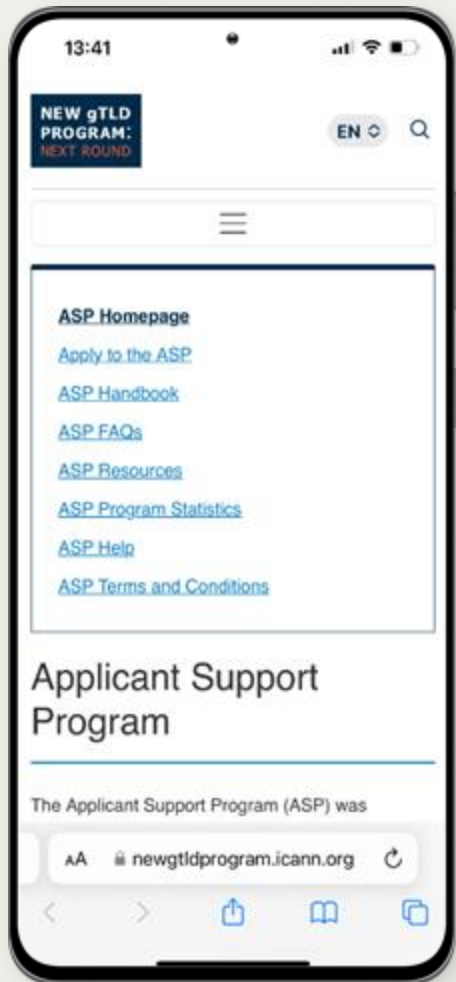 13:41
NEW gTLD
PROGRAM:
NEXT ROUND
EN
ASP Homepage
Apply to the ASP
ASP Handbook
ASP FAQs
ASP Resources
ASP Program Statistics
ASP Help
ASP Terms and Conditions
Applicant Support
Program
The Applicant Support Program (ASP) was
AA newgtldprogram.icann.org